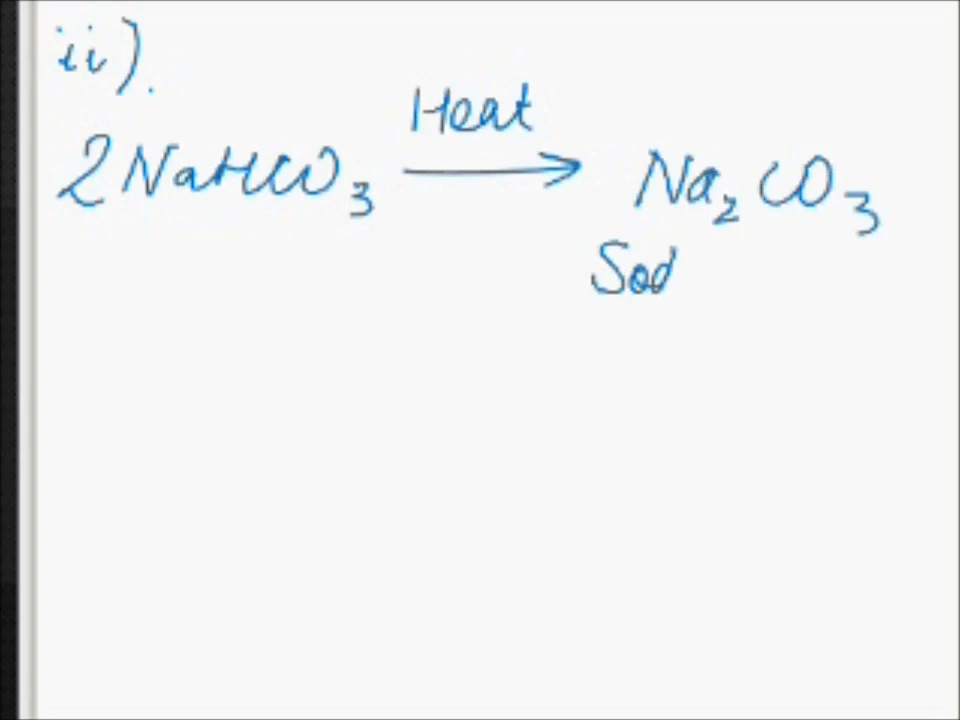 ii).
Heat
2NaHCO₃ → Na₂CO₃
Sod